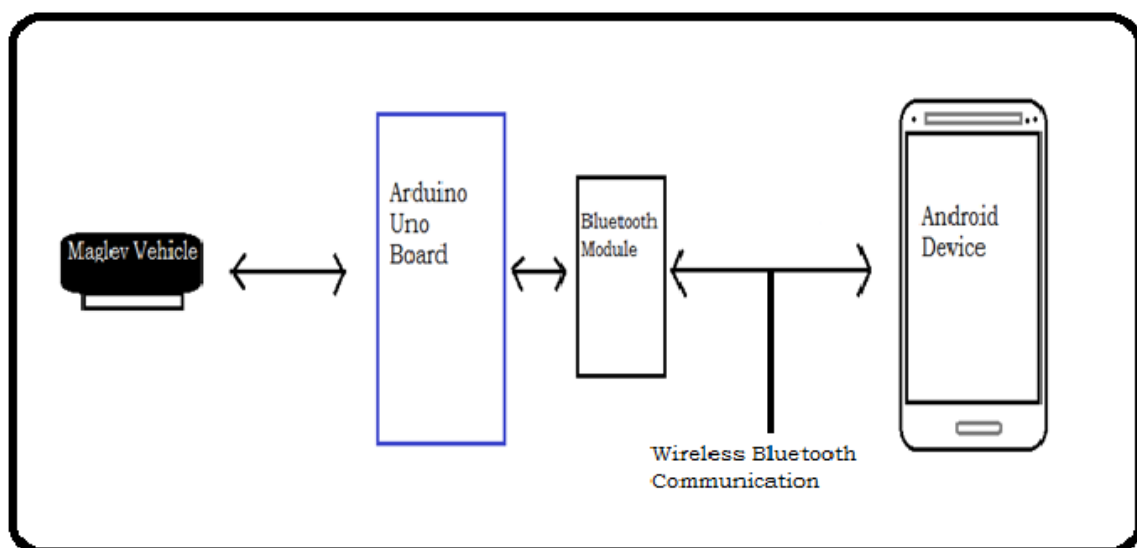 Maglev Vehicle
Arduino
Uno
Board
Bluetooth
Module
Android
Device
Wireless Bluetooth
Communication